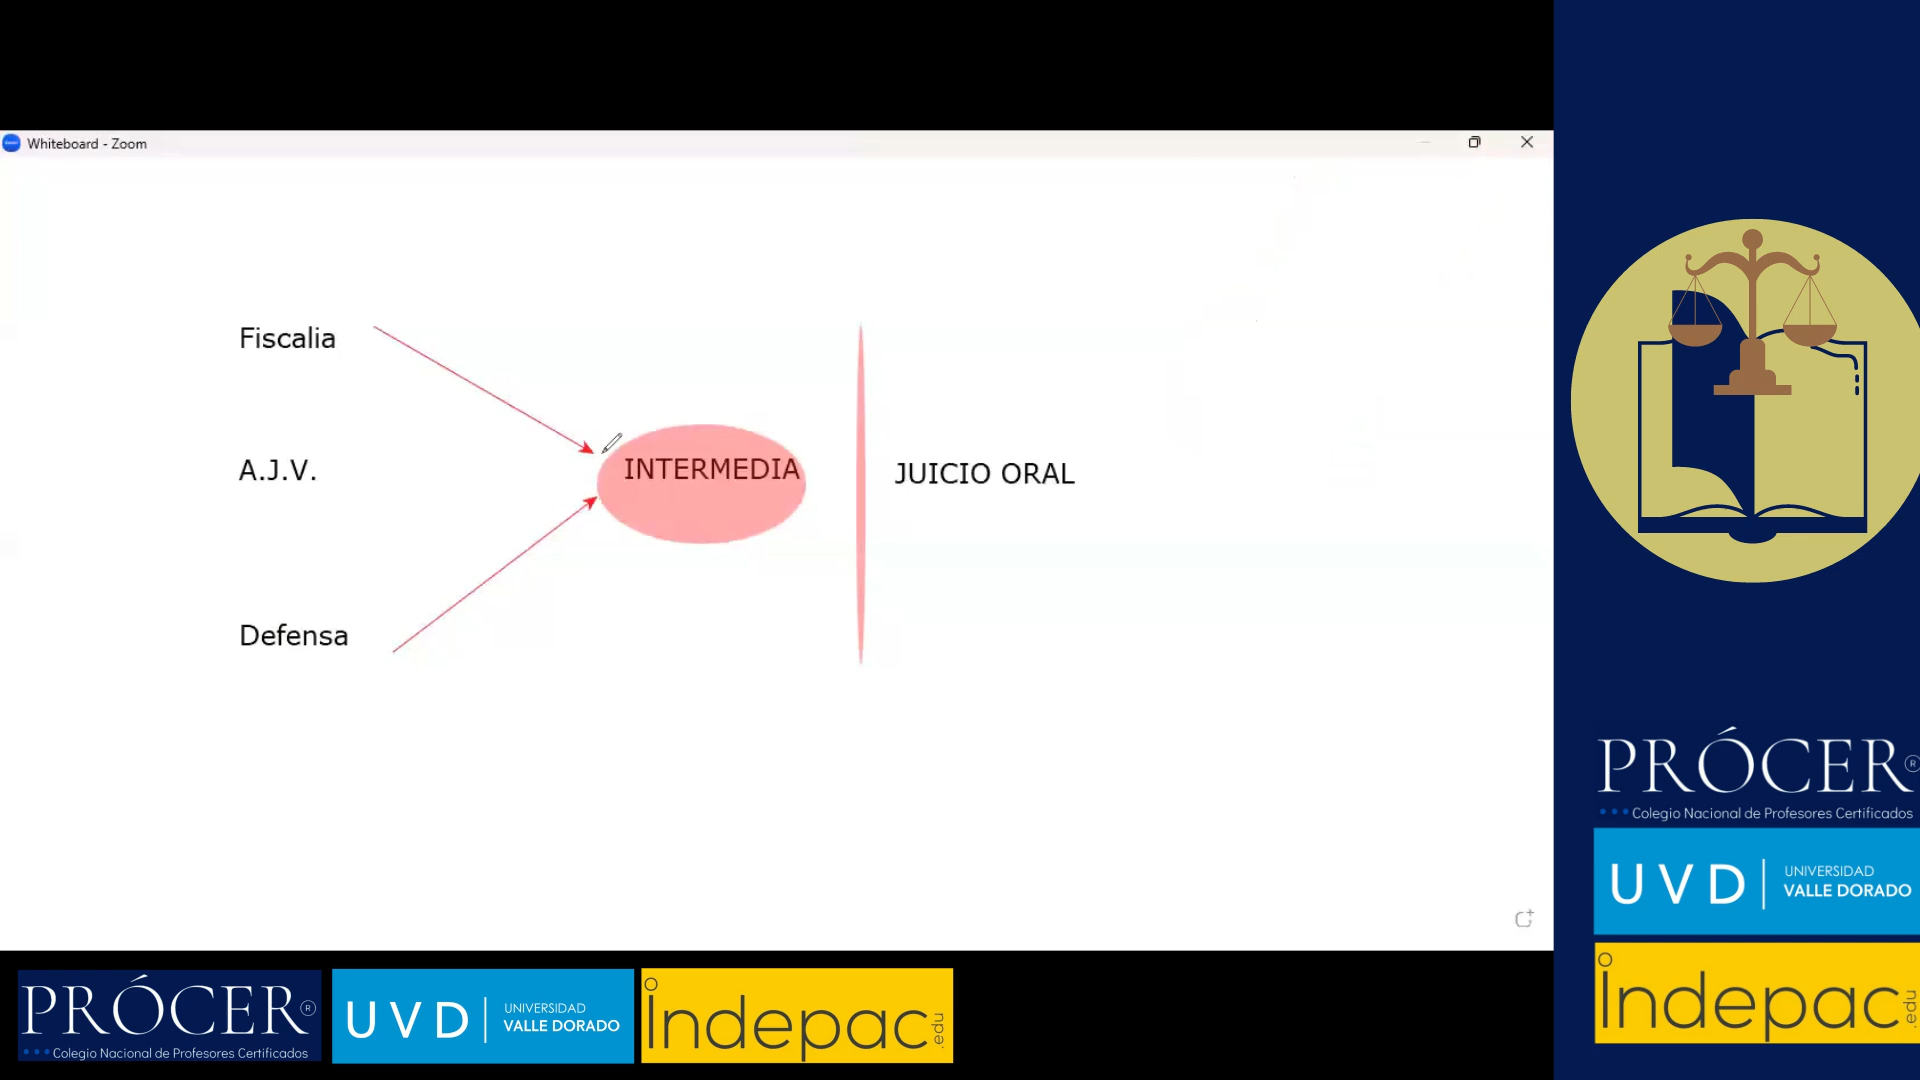 Whiteboard - Zoom
Fiscalia
A.J.V.
INTERMEDIA
JUICIO ORAL
Defensa
PRÓCER®
Colegio Nacional de Profesores Certificados
UVD
UNIVERSIDAD
VALLE DORADO
Indepac
.edu
PRÓCER®
Colegio Nacional de Profesores Certificados
UVD
UNIVERSIDAD
VALLE DORADO
Indepac
.edu